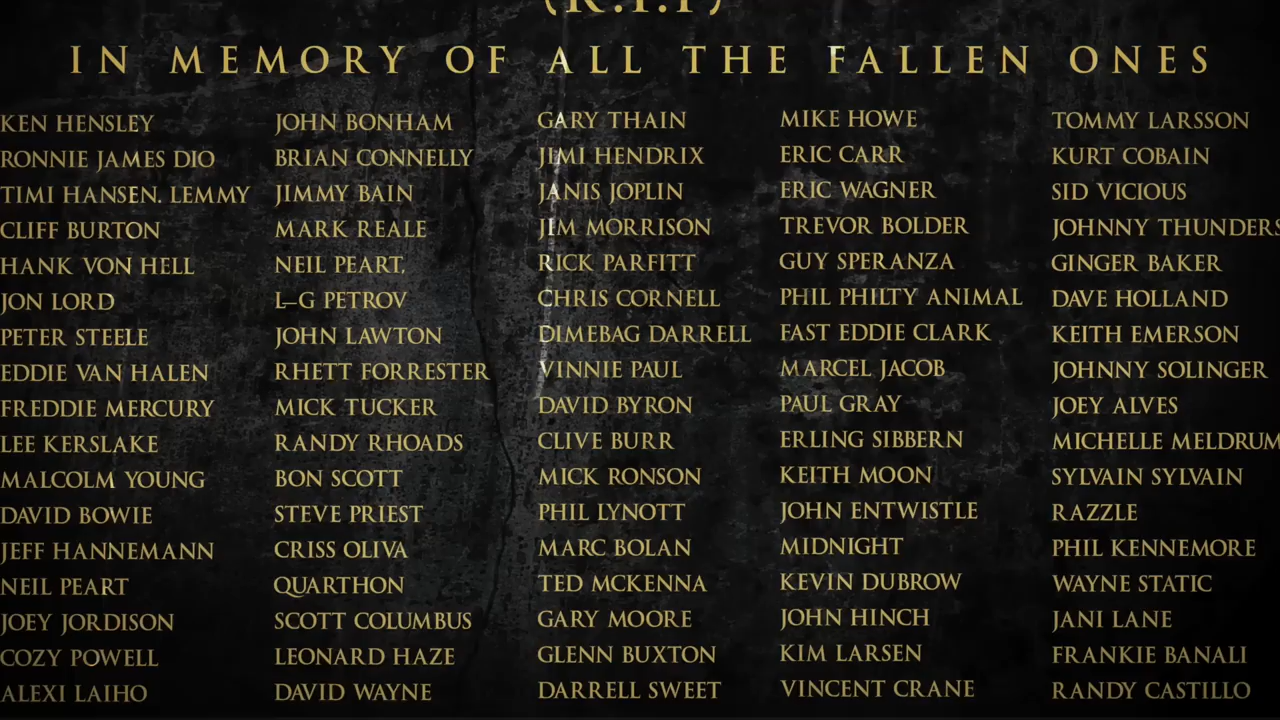 (R.I.P)
IN MEMORY OF ALL THE FALLEN ONES
KEN HENSLEY
RONNIE JAMES DIO
TIMI HANSEN. LEMMY
CLIFF BURTON
HANK VON HELL
JON LORD
PETER STEELE
EDDIE VAN HALEN
FREDDIE MERCURY
LEE KERSLAKE
MALCOLM YOUNG
DAVID BOWIE
JEFF HANNEMANN
NEIL PEART
JOEY JORDISON
COZY POWELL
ALEXI LAIHO
JOHN BONHAM
BRIAN CONNELLY
JIMMY BAIN
MARK REALE
NEIL PEART,
L–G PETROV
JOHN LAWTON
RHETT FORRESTER
MICK TUCKER
RANDY RHOADS
BON SCOTT
STEVE PRIEST
CRISS OLIVA
QUARTHON
SCOTT COLUMBUS
LEONARD HAZE
DAVID WAYNE
GARY THAIN
JIMI HENDRIX
JANIS JOPLIN
JIM MORRISON
RICK PARFITT
CHRIS CORNELL
DIMEBAG DARRELL
VINNIE PAUL
DAVID BYRON
CLIVE BURR
MICK RONSON
PHIL LYNOTT
MARC BOLAN
TED MCKENNA
GARY MOORE
GLENN BUXTON
DARRELL SWEET
MIKE HOWE
ERIC CARR
ERIC WAGNER
TREVOR BOLDER
GUY SPERANZA
PHIL PHILTY ANIMAL
FAST EDDIE CLARK
MARCEL JACOB
PAUL GRAY
ERLING SIBBERN
KEITH MOON
JOHN ENTWISTLE
MIDNIGHT
KEVIN DUBROW
JOHN HINCH
KIM LARSEN
VINCENT CRANE
TOMMY LARSSON
KURT COBAIN
SID VICIOUS
JOHNNY THUNDERS
GINGER BAKER
DAVE HOLLAND
KEITH EMERSON
JOHNNY SOLINGER
JOEY ALVES
MICHELLE MELDRUM
SYLVAIN SYLVAIN
RAZZLE
PHIL KENNEMORE
WAYNE STATIC
JANI LANE
FRANKIE BANALI
RANDY CASTILLO